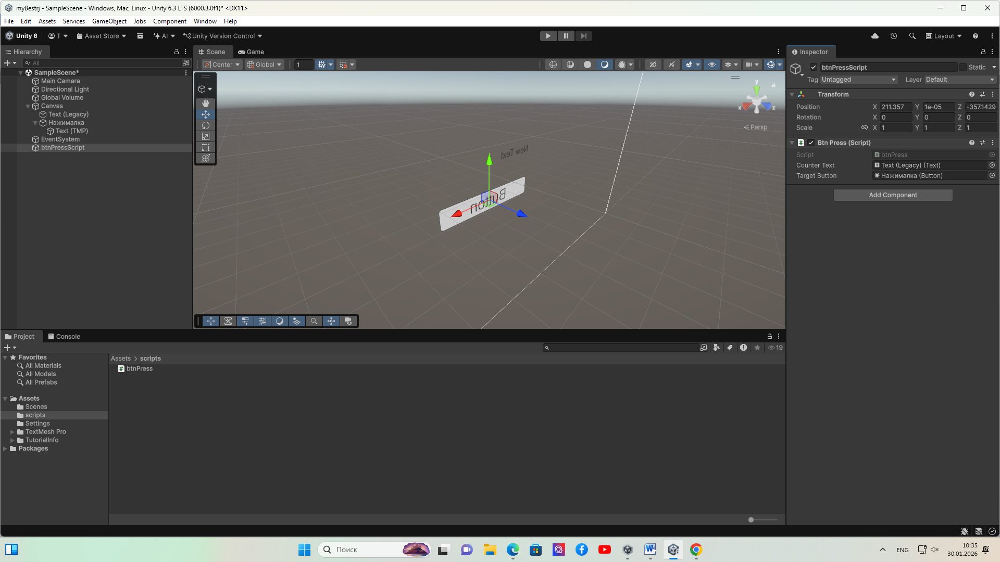 myBestrj - SampleScene - Windows, Mac, Linux - Unity 6.3 LTS (6000.3.0f1)* <DX11>
File Edit Assets Services GameObject Jobs Component Window Help
Unity 6 T Asset Store AI Unity Version Control Layout
Hierarchy
All
SampleScene*
Main Camera
Directional Light
Global Volume
Canvas
Text (Legacy)
Нажималка
Text (TMP)
EventSystem
btnPressScript
Scene Game
Center Global 1 2D
y
x z
Persp
New Text
Button
Inspector
btnPressScript Static
Tag Untagged Layer Default
Transform
Position X 211.357 Y 1e-05 Z -357.1429
Rotation X 0 Y 0 Z 0
Scale X 1 Y 1 Z 1
# Btn Press (Script)
Script btnPress
Counter Text Text (Legacy) (Text)
Target Button Нажималка (Button)
Add Component
Project Console
19
Favorites
All Materials
All Models
All Prefabs
Assets
Scenes
scripts
Settings
TextMesh Pro
TutorialInfo
Packages
Assets > scripts
# btnPress
Поиск
ENG
10:35
30.01.2026